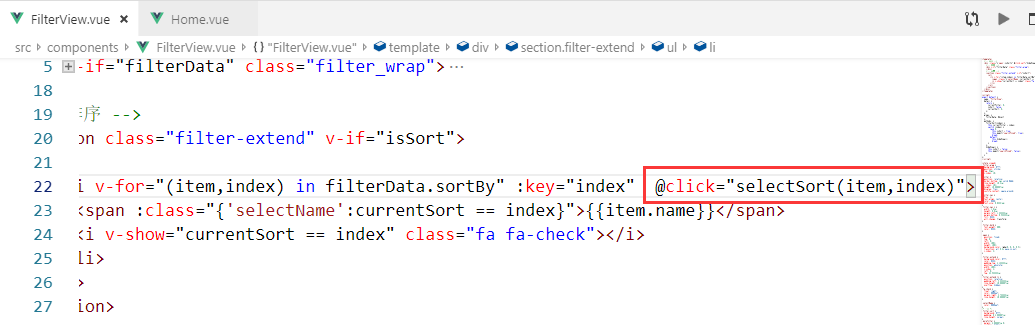 FilterView.vue × Home.vue
src > components > FilterView.vue > {} "FilterView.vue" > template > div > section.filter-extend > ul > li
5 -if="filterData" class="filter_wrap">…
18
19 序 -->
20 on class="filter-extend" v-if="isSort">
21
22 i v-for="(item,index) in filterData.sortBy" :key="index" @click="selectSort(item,index)">
23 <span :class="{'selectName':currentSort == index}">{{item.name}}</span>
24 <i v-show="currentSort == index" class="fa fa-check"></i>
25 li>
26 >
27 ion>